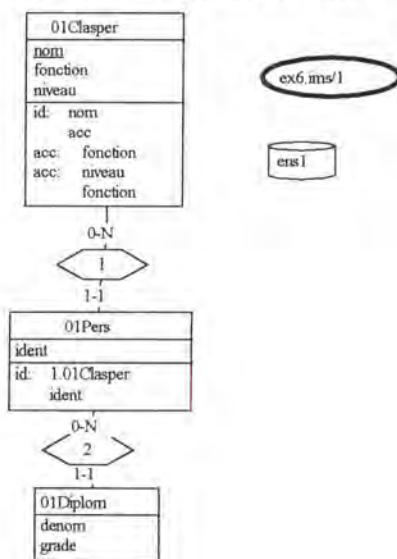 01Clasper
nom
fonction
niveau
id: nom
acc
acc: fonction
acc: niveau
fonction
0-N
1
1-1
01Pers
ident
id: 1.01Clasper
ident
0-N
2
1-1
01Diplom
denom
grade
ex6.ims/1
ens1